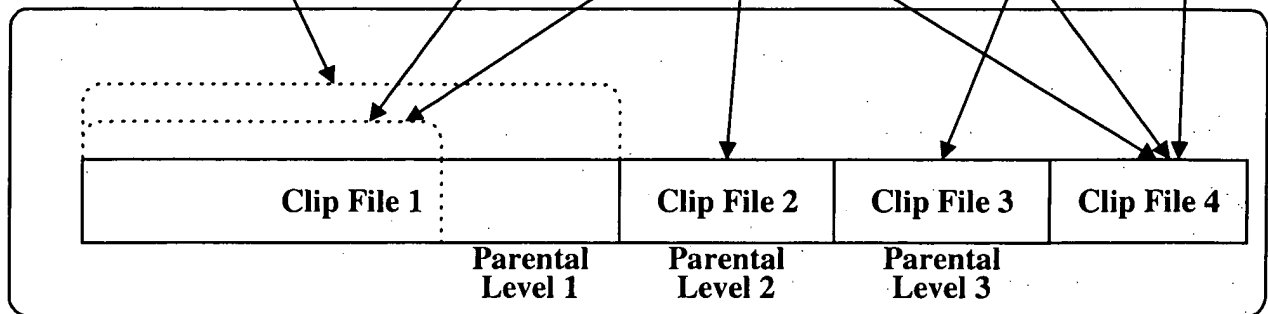 Clip File 1
Clip File 2
Clip File 3
Clip File 4
Parental
Level 1
Parental
Level 2
Parental
Level 3